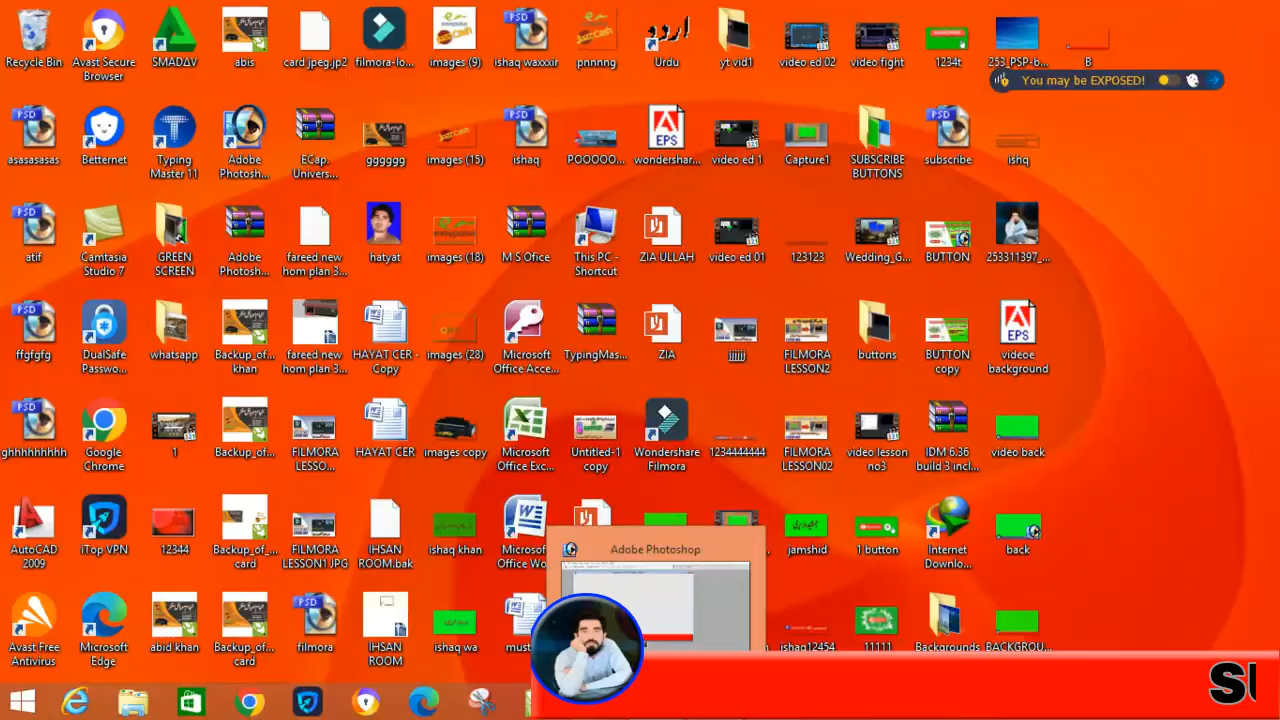 Recycle Bin
Avast Secure
Browser
SMADΔV
abis
card jpeg.jp2
filmora-lo...
images (9)
ishaq waxxxir
pnnnng
Urdu
yt vid1
video ed 02
video fight
1234t
253_PSP-b...
B
You may be EXPOSED!
asasasasas
Betternet
Typing
Master 11
Adobe
Photosh...
ECap.
Univers...
gggggg
images (15)
ishaq
POOOOO...
wondershar...
video ed 1
Capture1
SUBSCRIBE
BUTTONS
subscribe
ishq
atif
Camtasia
Studio 7
GREEN
SCREEN
Adobe
Photosh...
fareed new
hom plan 3...
hatyat
images (18)
M S Ofice
This PC -
Shortcut
ZIA ULLAH
video ed 01
123123
Wedding_G...
BUTTON
253311397_...
ffgfgfg
DualSafe
Passwo...
whatsapp
Backup_of...
khan
fareed new
hom plan 3...
HAYAT CER -
Copy
images (28)
Microsoft
Office Acce...
TypingMas...
ZIA
jjjjjj
FILMORA
LESSON2
buttons
BUTTON
copy
videoe
background
ghhhhhhhhh
Google
Chrome
1
Backup_of...
FILMORA
LESSO...
HAYAT CER
images copy
Microsoft
Office Exc...
Untitled-1
copy
Wondershare
Filmora
1234444444
FILMORA
LESSON02
video lesson
no3
IDM 6.36
build 3 incl...
video back
AutoCAD
2009
iTop VPN
12344
Backup_of_...
card
FILMORA
LESSON1 JPG
IHSAN
ROOM.bak
ishaq khan
Microsof
Office Wo
Adobe Photoshop
jamshid
1 button
Internet
Downlo...
back
Avast Free
Antivirus
Microsoft
Edge
abid khan
Backup_of...
card
filmora
IHSAN
ROOM
ishaq wa
must
ishaq12454
11111
Backgrounds
BACKGROU...